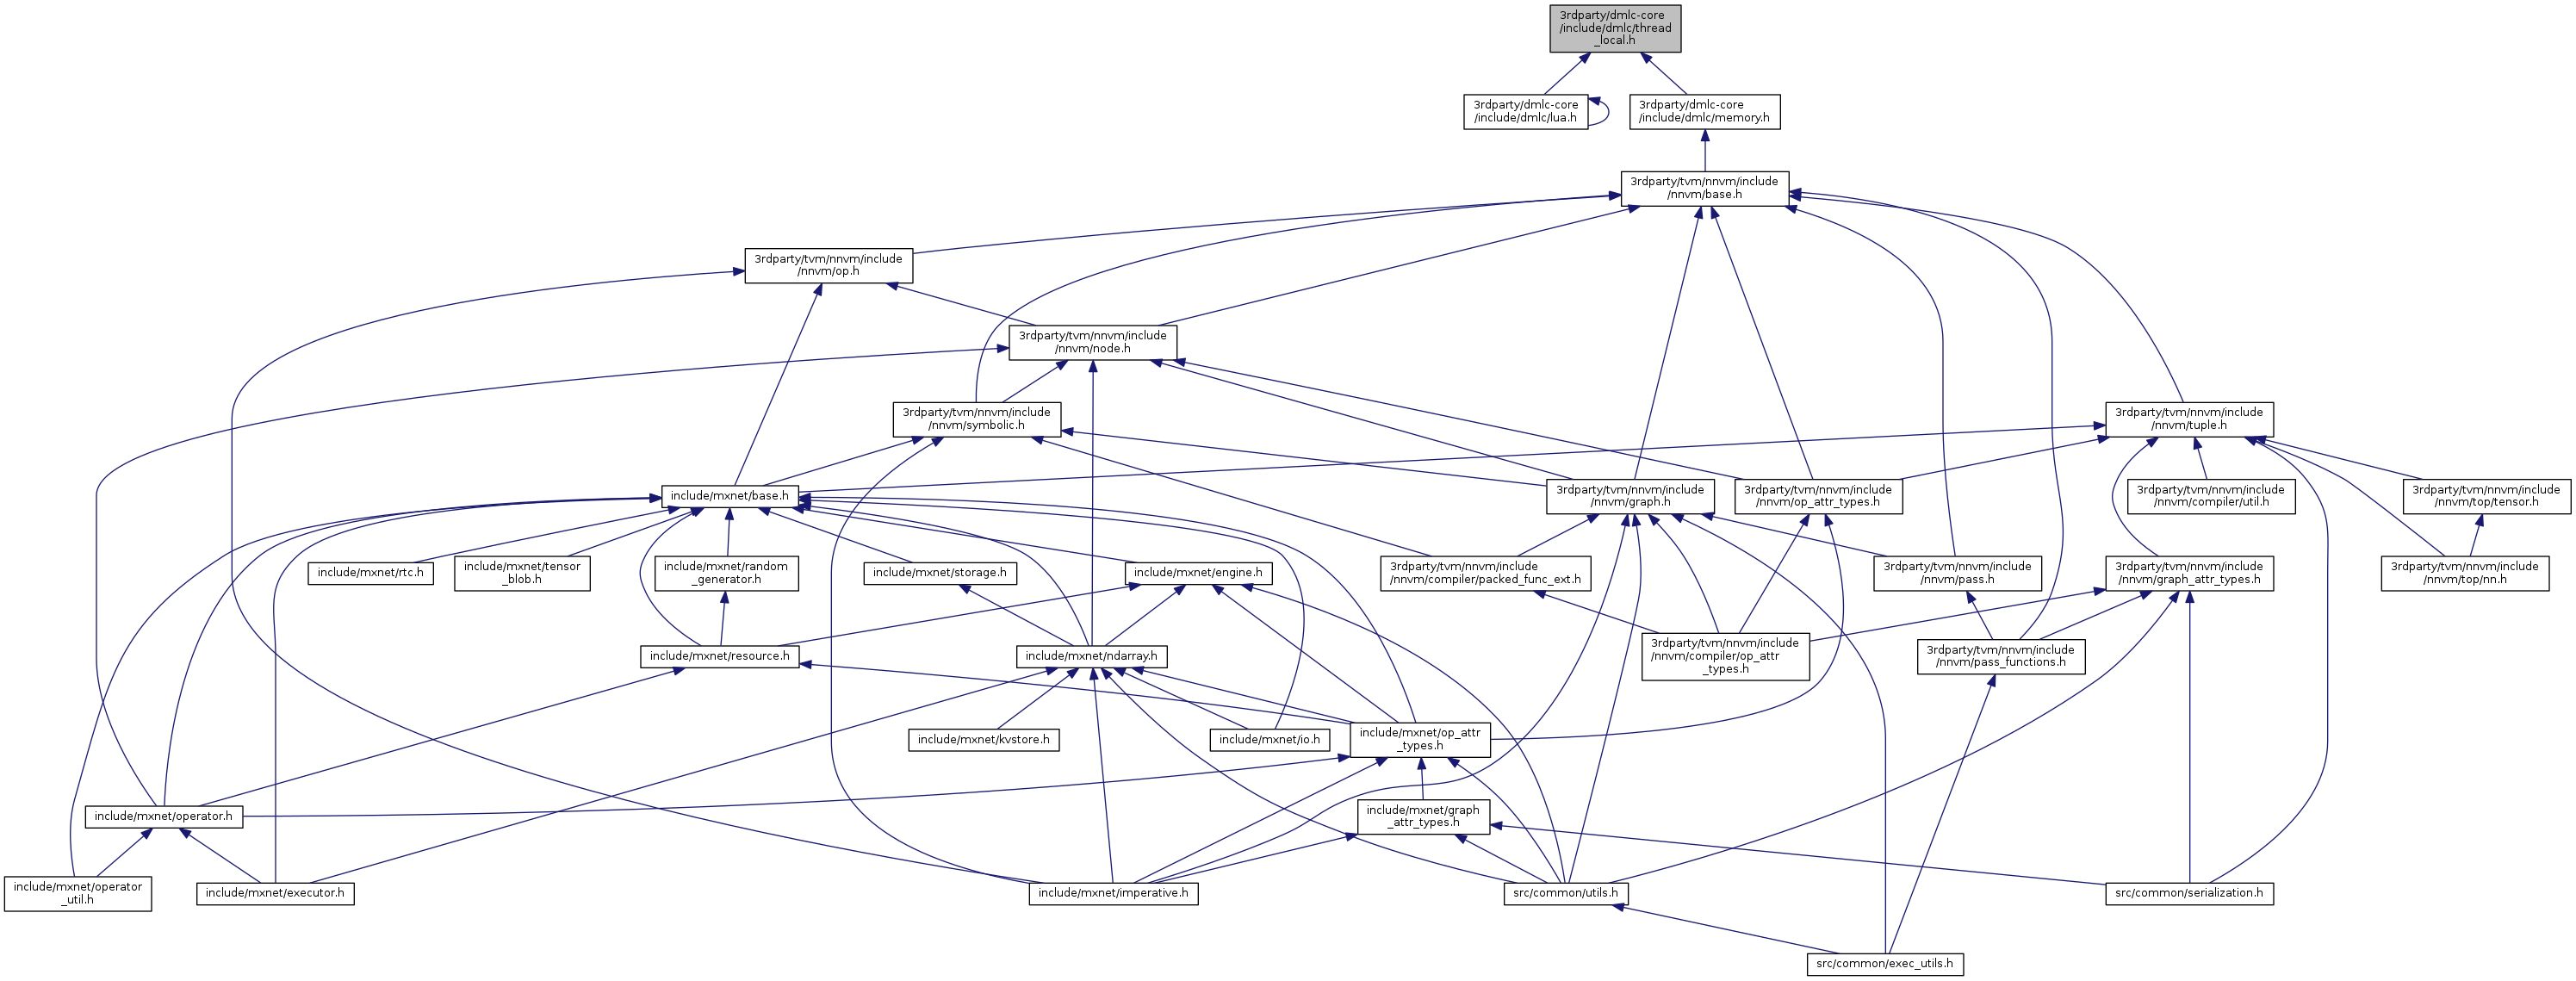 3rdparty/dmlc-core
/include/dmlc/thread
_local.h
3rdparty/dmlc-core
/include/dmlc/lua.h
3rdparty/dmlc-core
/include/dmlc/memory.h
3rdparty/tvm/nnvm/include
/nnvm/base.h
3rdparty/tvm/nnvm/include
/nnvm/op.h
3rdparty/tvm/nnvm/include
/nnvm/node.h
3rdparty/tvm/nnvm/include
/nnvm/symbolic.h
3rdparty/tvm/nnvm/include
/nnvm/tuple.h
include/mxnet/base.h
3rdparty/tvm/nnvm/include
/nnvm/graph.h
3rdparty/tvm/nnvm/include
/nnvm/op_attr_types.h
3rdparty/tvm/nnvm/include
/nnvm/compiler/util.h
3rdparty/tvm/nnvm/include
/nnvm/top/tensor.h
include/mxnet/rtc.h
include/mxnet/tensor
_blob.h
include/mxnet/random
_generator.h
include/mxnet/storage.h
include/mxnet/engine.h
3rdparty/tvm/nnvm/include
/nnvm/compiler/packed_func_ext.h
3rdparty/tvm/nnvm/include
/nnvm/pass.h
3rdparty/tvm/nnvm/include
/nnvm/graph_attr_types.h
3rdparty/tvm/nnvm/include
/nnvm/top/nn.h
include/mxnet/resource.h
include/mxnet/ndarray.h
3rdparty/tvm/nnvm/include
/nnvm/compiler/op_attr
_types.h
3rdparty/tvm/nnvm/include
/nnvm/pass_functions.h
include/mxnet/kvstore.h
include/mxnet/io.h
include/mxnet/op_attr
_types.h
include/mxnet/operator.h
include/mxnet/graph
_attr_types.h
include/mxnet/operator
_util.h
include/mxnet/executor.h
include/mxnet/imperative.h
src/common/utils.h
src/common/serialization.h
src/common/exec_utils.h